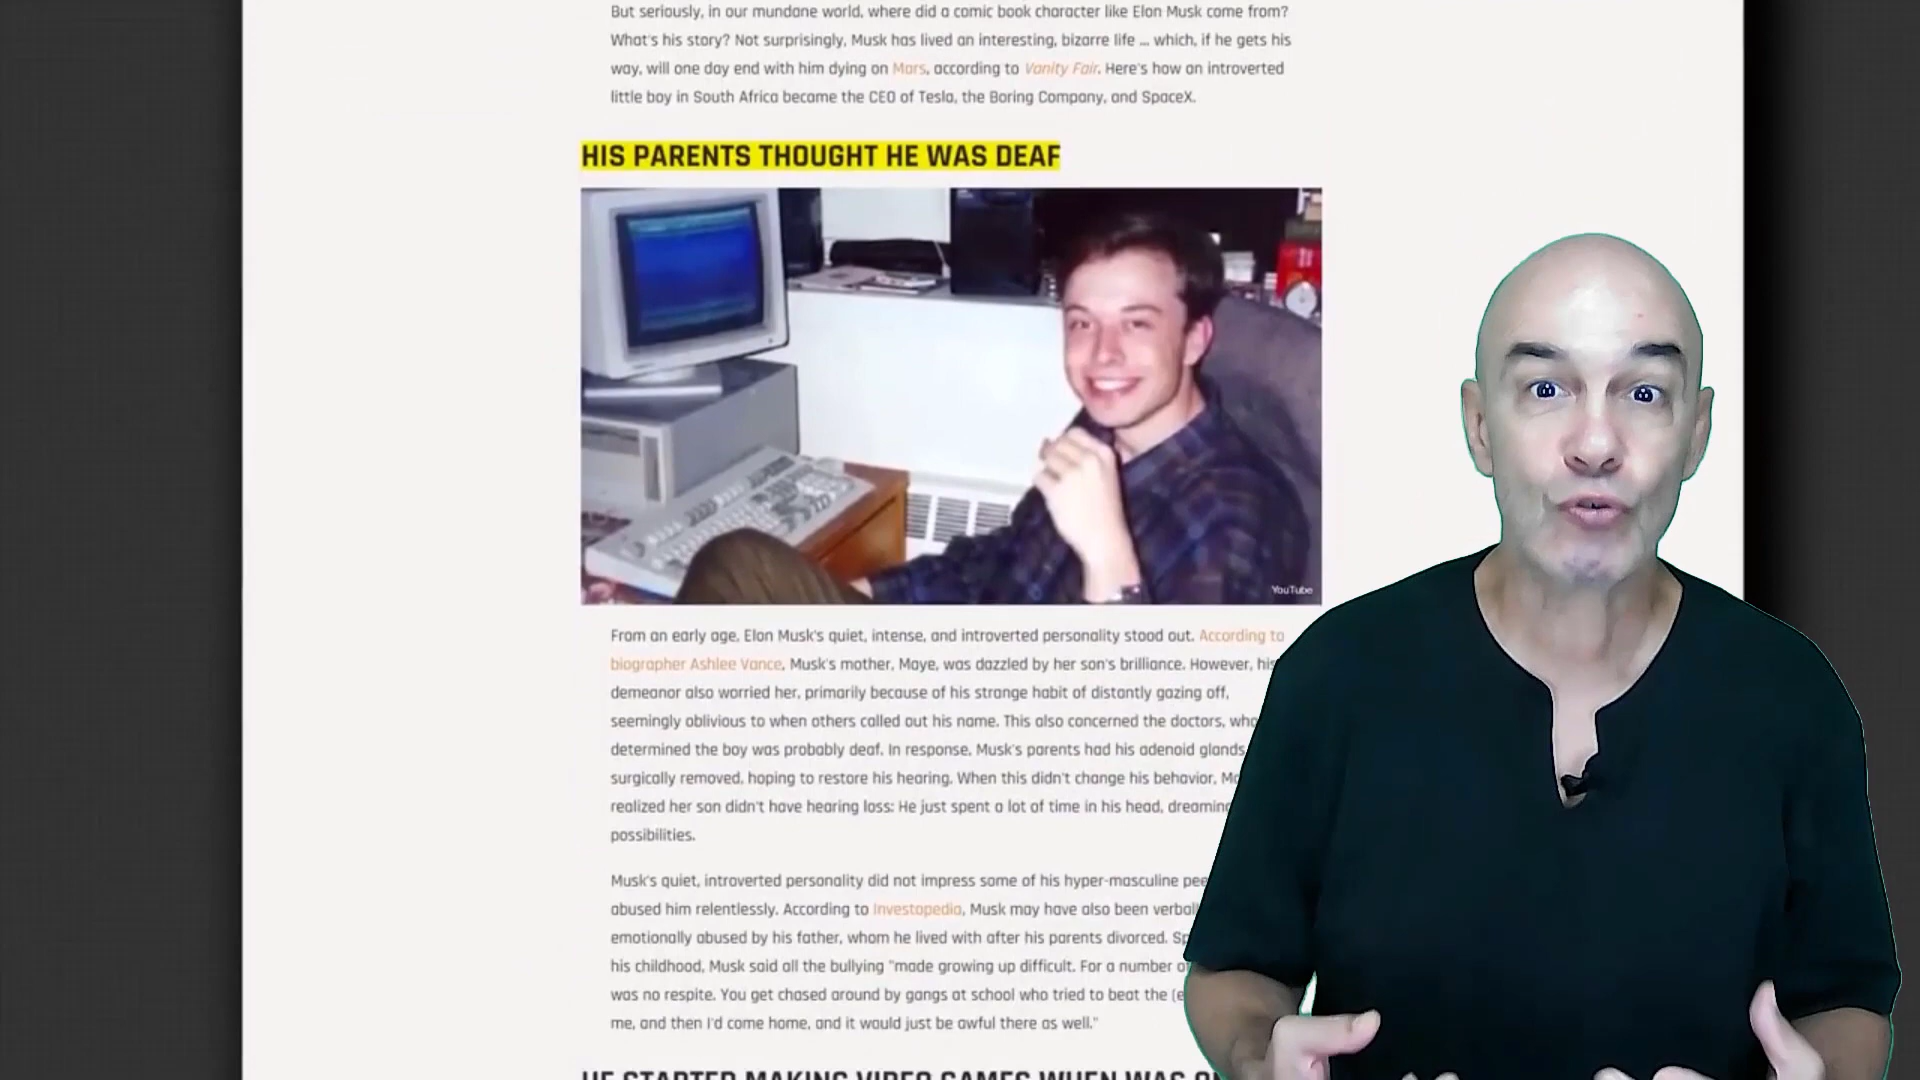 But seriously, in our mundane world, where did a comic book character like Elon Musk come from?
What's his story? Not surprisingly, Musk has lived an interesting, bizarre life ... which, if he gets his
way, will one day end with him dying on Mars, according to Vanity Fair. Here's how an introverted
little boy in South Africa became the CEO of Tesla, the Boring Company, and SpaceX.
HIS PARENTS THOUGHT HE WAS DEAF
YouTube
From an early age, Elon Musk's quiet, intense, and introverted personality stood out. According to
biographer Ashlee Vance, Musk's mother, Maye, was dazzled by her son's brilliance. However, his
demeanor also worried her, primarily because of his strange habit of distantly gazing off,
seemingly oblivious to when others called out his name. This also concerned the doctors, who
determined the boy was probably deaf. In response, Musk's parents had his adenoid glands
surgically removed, hoping to restore his hearing. When this didn't change his behavior,
realized her son didn't have hearing loss: He just spent a lot of time in his head, dreaming
possibilities.
Musk's quiet, introverted personality did not impress some of his hyper-masculine
abused him relentlessly. According to Investopedia, Musk may have also been
emotionally abused by his father, whom he lived with after his parents divorced.
his childhood, Musk said all the bullying "made growing up difficult. For a number
was no respite. You get chased around by gangs at school who tried to beat the
me, and then I'd come home, and it would just be awful there as well."
HE STARTED MAKING VIDEO GAMES WHEN WAS